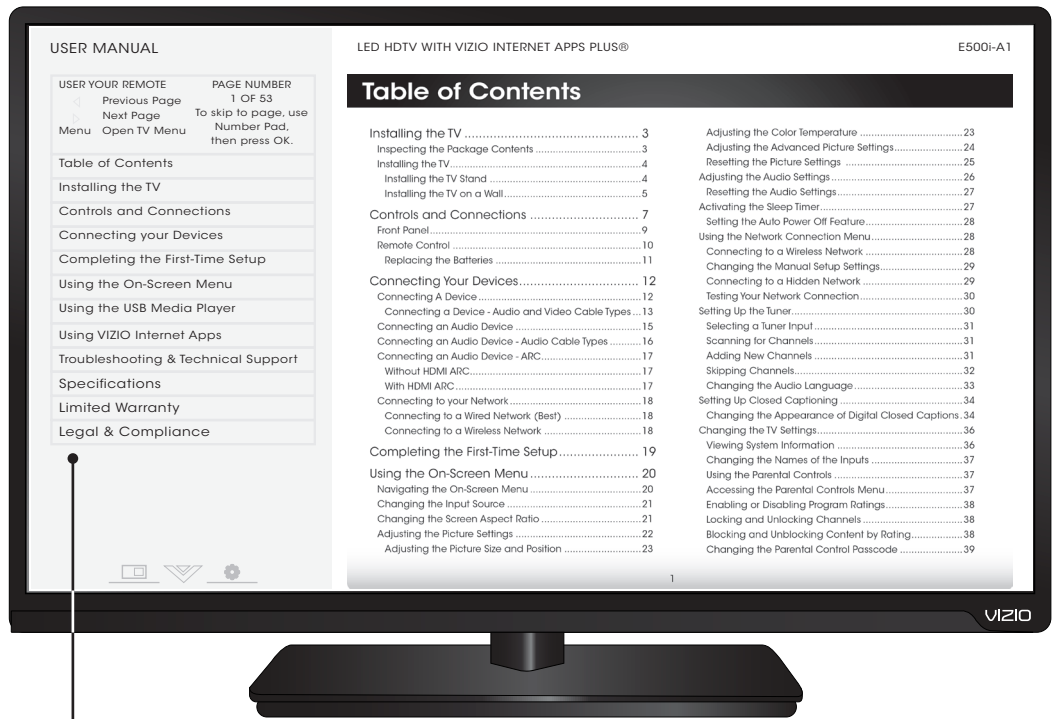 USER MANUAL
USER YOUR REMOTE
Previous Page
Next Page
Menu Open TV Menu
PAGE NUMBER
1 OF 53
To skip to page, use
Number Pad,
then press OK.
Table of Contents
Installing the TV
Controls and Connections
Connecting your Devices
Completing the First-Time Setup
Using the On-Screen Menu
Using the USB Media Player
Using VIZIO Internet Apps
Troubleshooting & Technical Support
Specifications
Limited Warranty
Legal & Compliance
LED HDTV WITH VIZIO INTERNET APPS PLUS®
E500i-A1
Table of Contents
Installing the TV ................................ 3
Inspecting the Package Contents ................................3
Installing the TV................................4
Installing the TV Stand ................................4
Installing the TV on a Wall................................5
Controls and Connections ................................ 7
Front Panel................................9
Remote Control ................................10
Replacing the Batteries ................................11
Connecting Your Devices................................ 12
Connecting A Device................................12
Connecting a Device - Audio and Video Cable Types...13
Connecting an Audio Device ................................15
Connecting an Audio Device - Audio Cable Types ..........16
Connecting an Audio Device - ARC................................17
Without HDMI ARC................................17
With HDMI ARC................................17
Connecting to your Network................................18
Connecting to a Wired Network (Best) ................................18
Connecting to a Wireless Network ................................18
Completing the First-Time Setup................................ 19
Using the On-Screen Menu ................................ 20
Navigating the On-Screen Menu ................................20
Changing the Input Source ................................21
Changing the Screen Aspect Ratio ................................21
Adjusting the Picture Settings ................................22
Adjusting the Picture Size and Position ................................23
Adjusting the Color Temperature ................................23
Adjusting the Advanced Picture Settings................................24
Resetting the Picture Settings ................................25
Adjusting the Audio Settings................................26
Resetting the Audio Settings................................27
Activating the Sleep Timer................................27
Setting the Auto Power Off Feature................................28
Using the Network Connection Menu................................28
Connecting to a Wireless Network ................................28
Changing the Manual Setup Settings................................29
Connecting to a Hidden Network ................................29
Testing Your Network Connection................................30
Setting Up the Tuner................................30
Selecting a Tuner Input................................31
Scanning for Channels................................31
Adding New Channels ................................31
Skipping Channels................................32
Changing the Audio Language ................................33
Setting Up Closed Captioning ................................34
Changing the Appearance of Digital Closed Captions.34
Changing the TV Settings................................36
Viewing System Information ................................36
Changing the Names of the Inputs ................................37
Using the Parental Controls ................................37
Accessing the Parental Controls Menu................................37
Enabling or Disabling Program Ratings................................38
Locking and Unlocking Channels ................................38
Blocking and Unblocking Content by Rating................................38
Changing the Parental Control Passcode ................................39
1
VIZIO